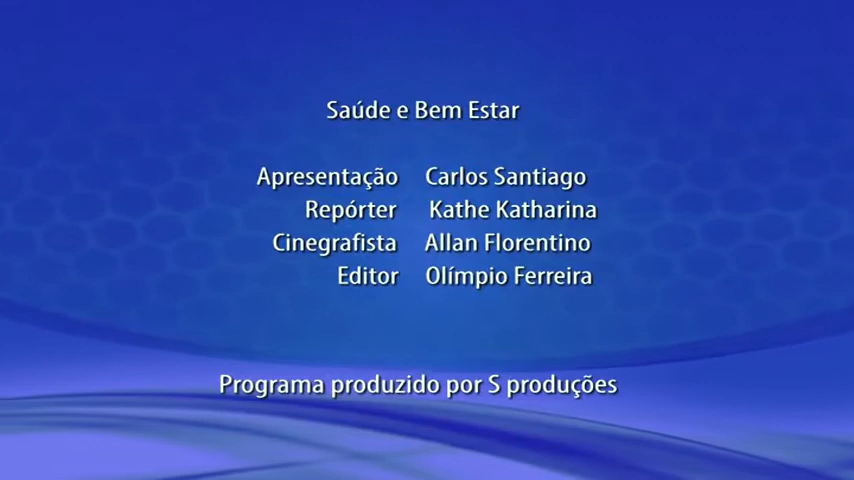 Saúde e Bem Estar
Apresentação Carlos Santiago
Repórter Kathe Katharina
Cinegrafista Allan Florentino
Editor Olímpio Ferreira
Programa produzido por S produções